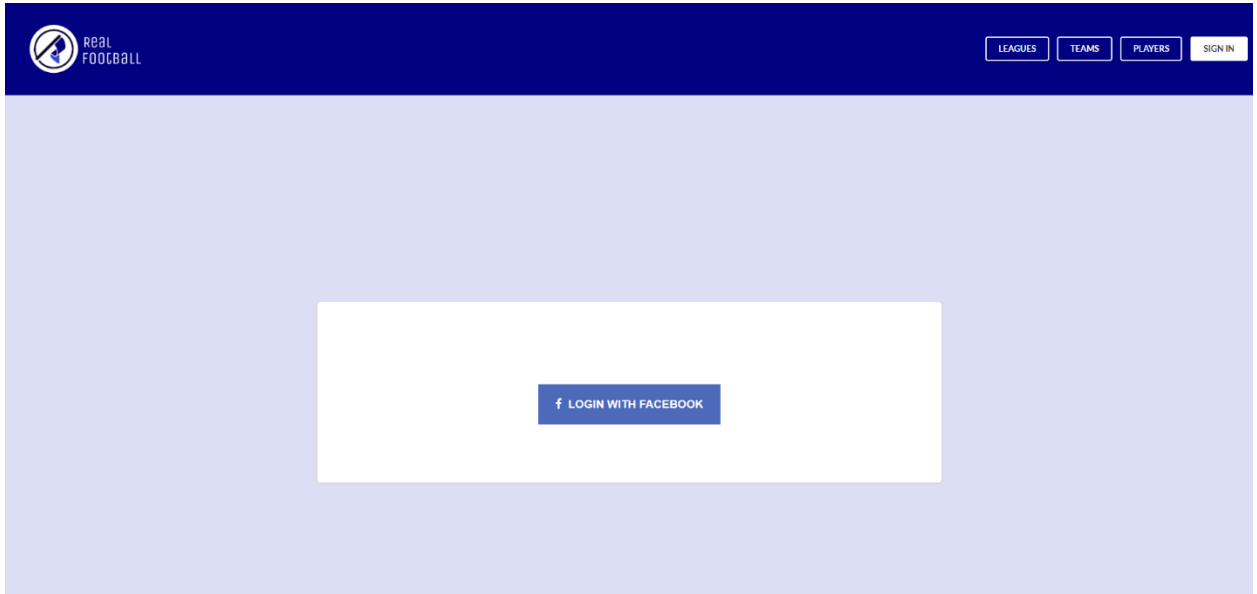 Real
Football
LEAGUES
TEAMS
PLAYERS
SIGN IN
f LOGIN WITH FACEBOOK